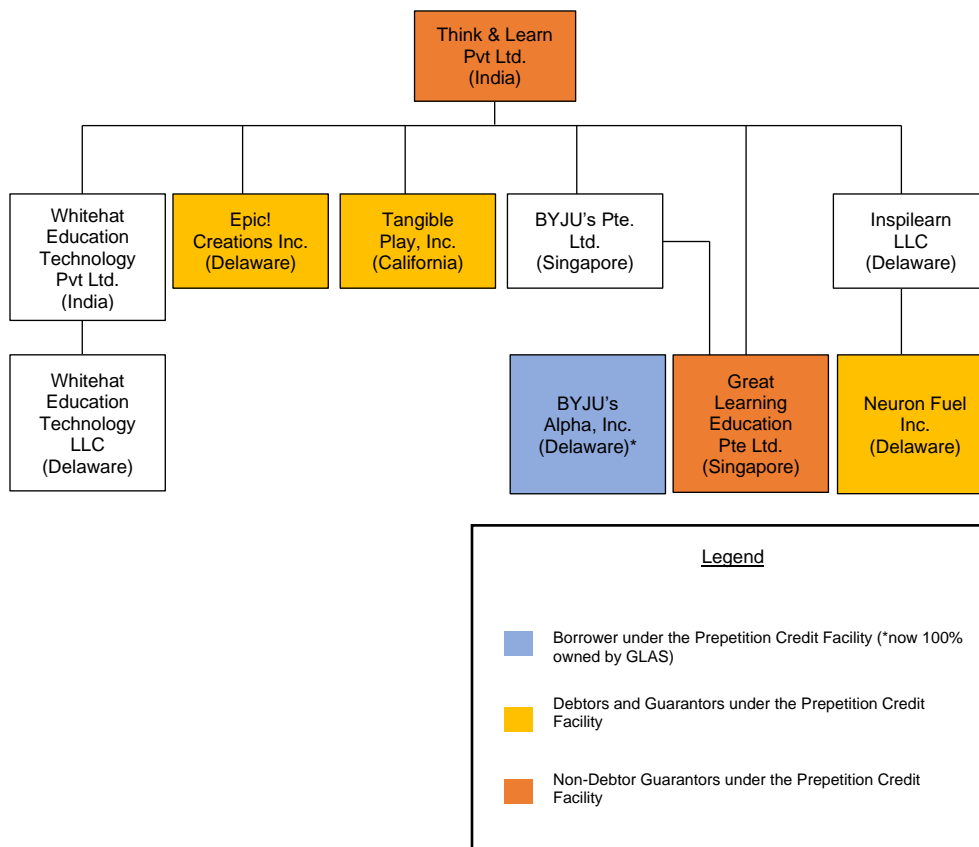 Think & Learn
Pvt Ltd.
(India)
Whitehat
Education
Technology
Pvt Ltd.
(India)
Epic!
Creations Inc.
(Delaware)
Tangible
Play, Inc.
(California)
BYJU's Pte.
Ltd.
(Singapore)
Inspilearn
LLC
(Delaware)
Whitehat
Education
Technology
LLC
(Delaware)
BYJU's
Alpha, Inc.
(Delaware)*
Great
Learning
Education
Pte Ltd.
(Singapore)
Neuron Fuel
Inc.
(Delaware)
Legend
Borrower under the Prepetition Credit Facility (*now 100%
owned by GLAS)
Debtors and Guarantors under the Prepetition Credit
Facility
Non-Debtor Guarantors under the Prepetition Credit
Facility